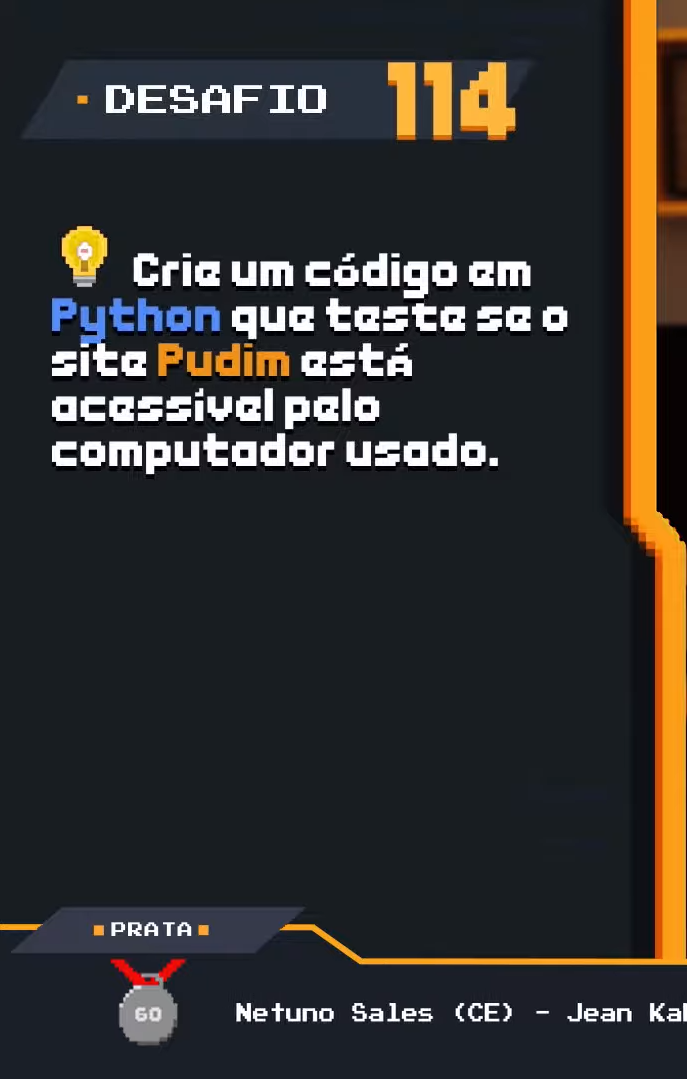 DESAFIO 114
Crie um código em
Python que teste se o
site Pudim está
acessível pelo
computador usado.
PRATA
60
Netuno Sales (CE) - Jean